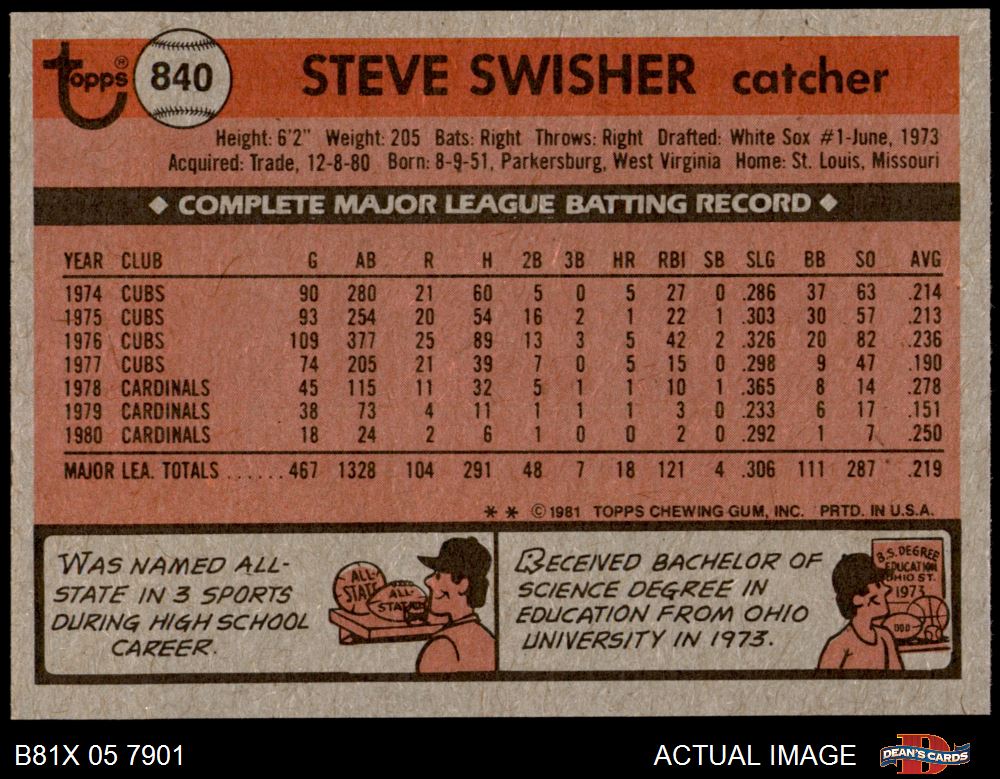 topps® 840 STEVE SWISHER catcher
Height: 6'2" Weight: 205 Bats: Right Throws: Right Drafted: White Sox #1-June, 1973
Acquired: Trade, 12-8-80 Born: 8-9-51, Parkersburg, West Virginia Home: St. Louis, Missouri
◆ COMPLETE MAJOR LEAGUE BATTING RECORD ◆
YEAR CLUB G AB R H 2B 3B HR RBI SB SLG BB SO AVG
1974 CUBS 90 280 21 60 5 0 5 27 0 .286 37 63 .214
1975 CUBS 93 254 20 54 16 2 1 22 1 .303 30 57 .213
1976 CUBS 109 377 25 89 13 3 5 42 2 .326 20 82 .236
1977 CUBS 74 205 21 39 7 0 5 15 0 .298 9 47 .190
1978 CARDINALS 45 115 11 32 5 1 1 10 1 .365 8 14 .278
1979 CARDINALS 38 73 4 11 1 1 1 3 0 .233 6 17 .151
1980 CARDINALS 18 24 2 6 1 0 0 2 0 .292 1 7 .250
MAJOR LEA. TOTALS ...... 467 1328 104 291 48 7 18 121 4 .306 111 287 .219
* * © 1981 TOPPS CHEWING GUM, INC. PRTD. IN U.S.A.
WAS NAMED ALL-
STATE IN 3 SPORTS
DURING HIGH SCHOOL
CAREER.
ALL-
STATE
ALL-
STATE
RECEIVED BACHELOR OF
SCIENCE DEGREE IN
EDUCATION FROM OHIO
UNIVERSITY IN 1973.
B.S. DEGREE
EDUCATION
OHIO ST.
1973
B81X 05 7901 ACTUAL IMAGE DEAN'S CARDS